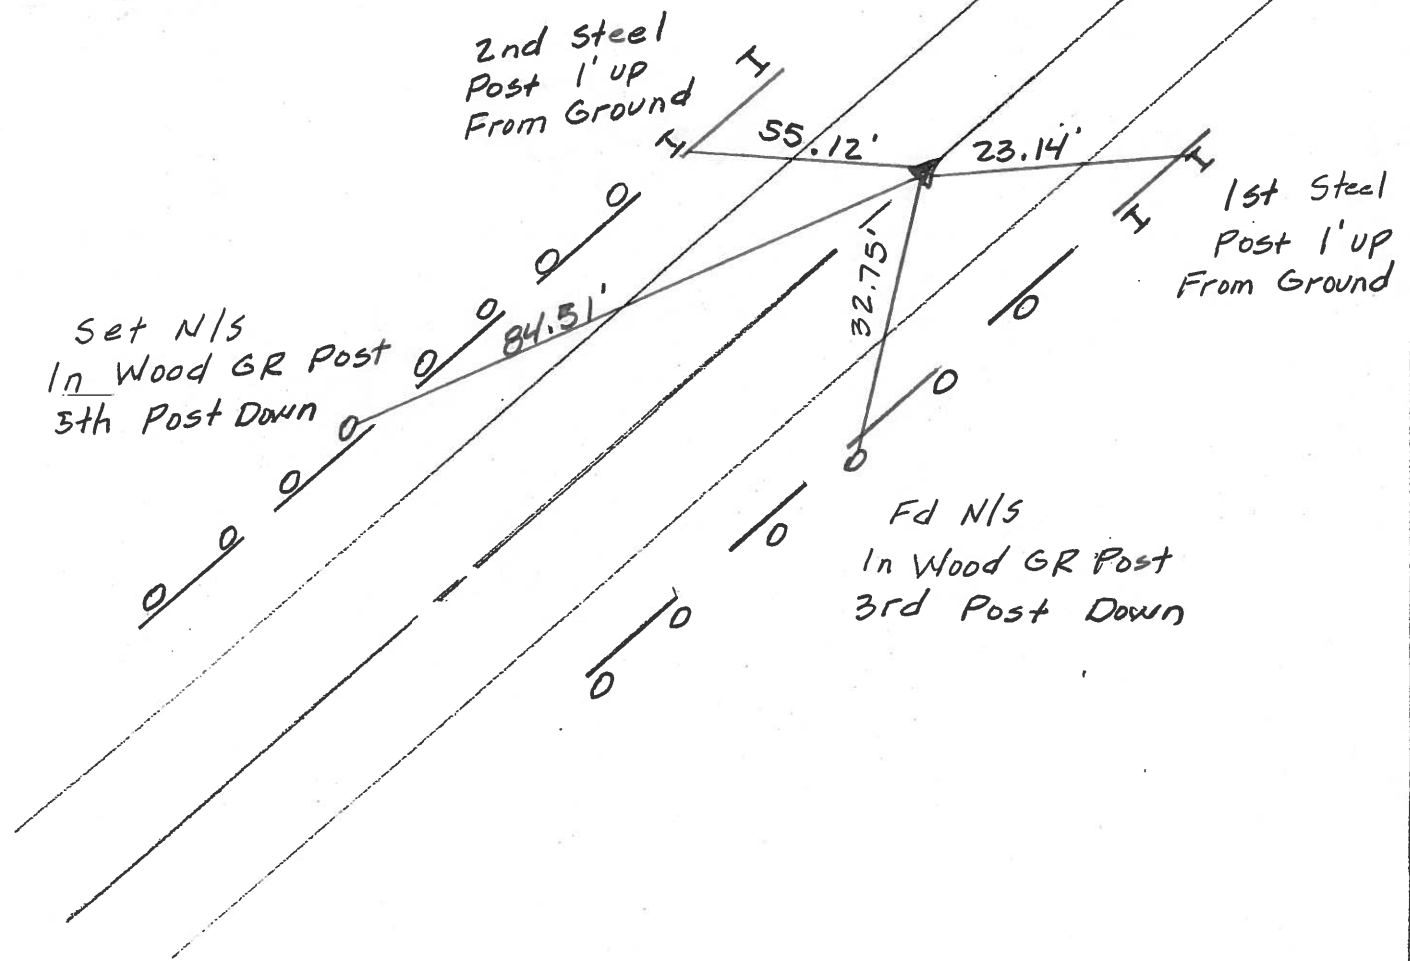 2nd Steel
Post 1' up
From Ground
55.12'
23.14'
1st Steel
Post 1' up
From Ground
32.75'
84.51'
Set N/S
In Wood GR Post
5th Post Down
Fd N/S
In Wood GR Post
3rd Post Down